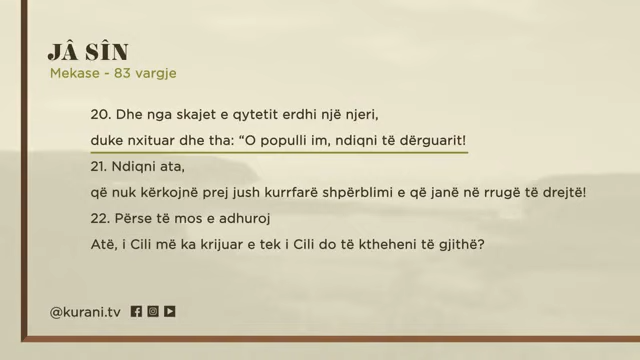 JÂ SÎN
Mekase - 83 vargje
20. Dhe nga skajet e qytetit erdhi një njeri,
duke nxituar dhe tha: “O populli im, ndiqni të dërguarit!
21. Ndiqni ata,
që nuk kërkojnë prej jush kurrfarë shpërblimi e që janë në rrugë të drejtë!
22. Përse të mos e adhuroj
Atë, i Cili më ka krijuar e tek i Cili do të ktheheni të gjithë?
@kurani.tv